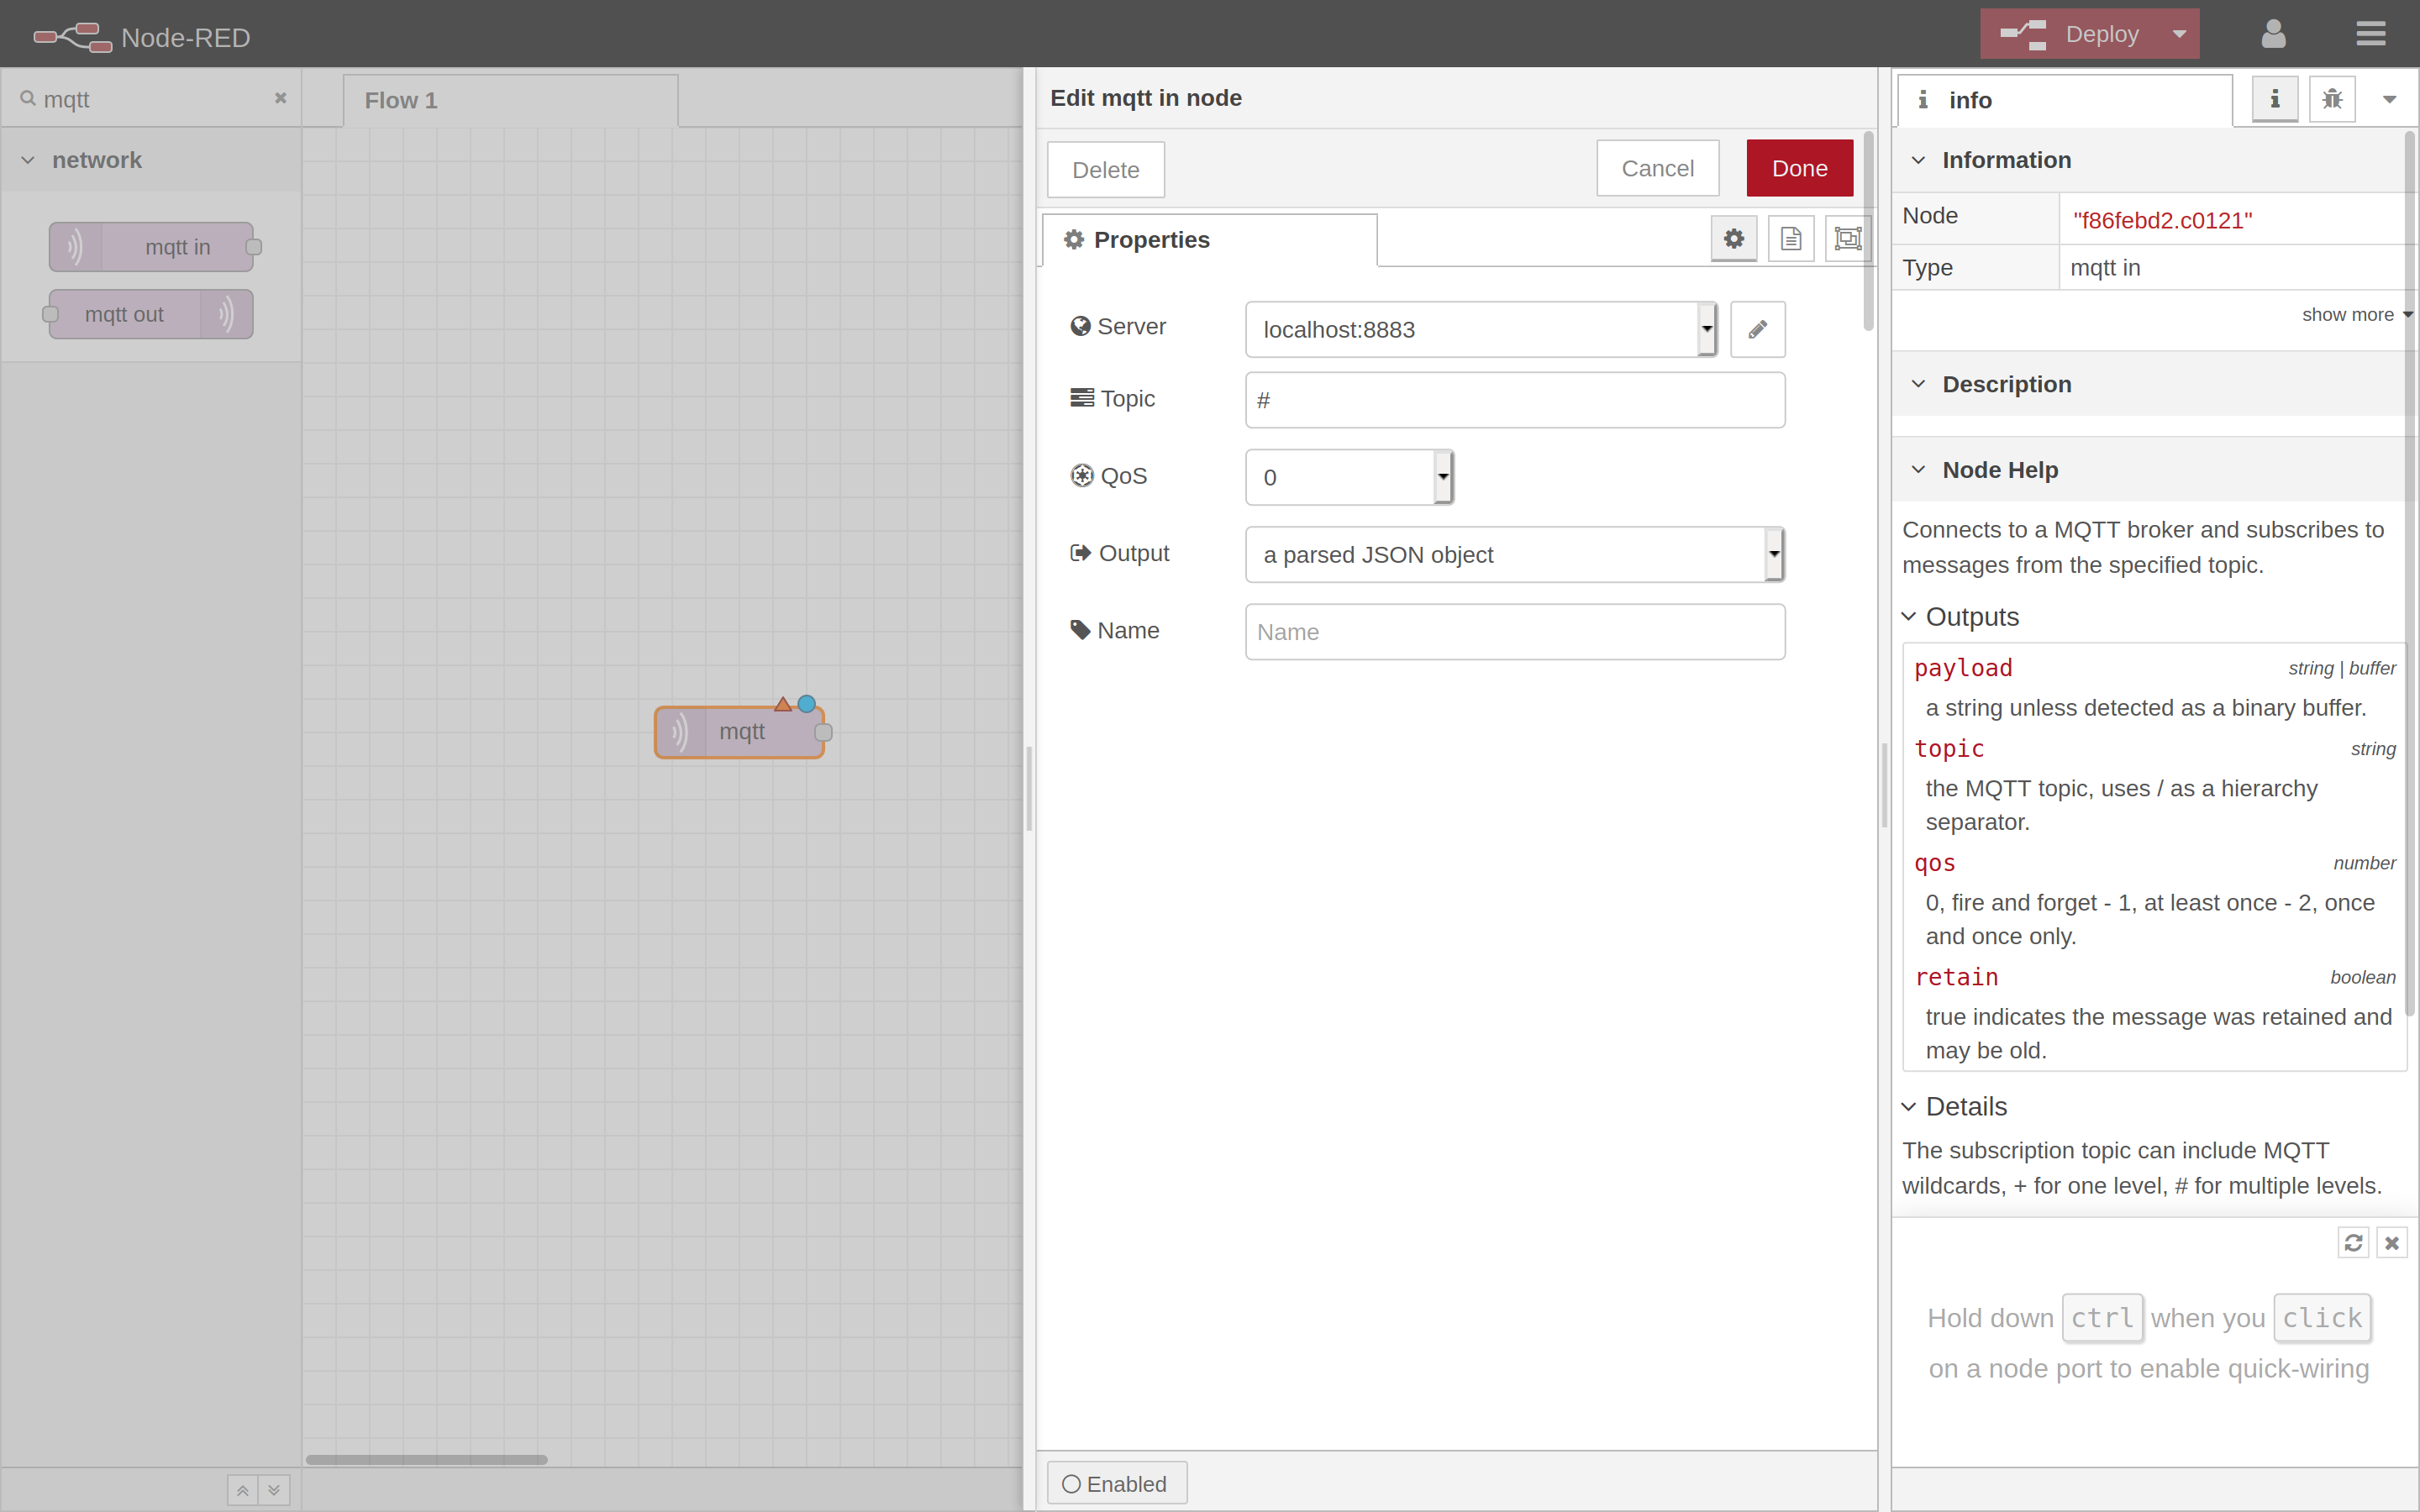 Node-RED
Deploy
mqtt
Flow 1
network
mqtt in
mqtt out
mqtt
Edit mqtt in node
Delete
Cancel
Done
Properties
Server
localhost:8883
Topic
#
QoS
0
Output
a parsed JSON object
Name
Name
Enabled
info
Information
Node
"f86febd2.c0121"
Type
mqtt in
show more
Description
Node Help
Connects to a MQTT broker and subscribes to
messages from the specified topic.
Outputs
payload string | buffer
a string unless detected as a binary buffer.
topic string
the MQTT topic, uses / as a hierarchy
separator.
qos number
0, fire and forget - 1, at least once - 2, once
and once only.
retain boolean
true indicates the message was retained and
may be old.
Details
The subscription topic can include MQTT
wildcards, + for one level, # for multiple levels.
Hold down ctrl when you click
on a node port to enable quick-wiring